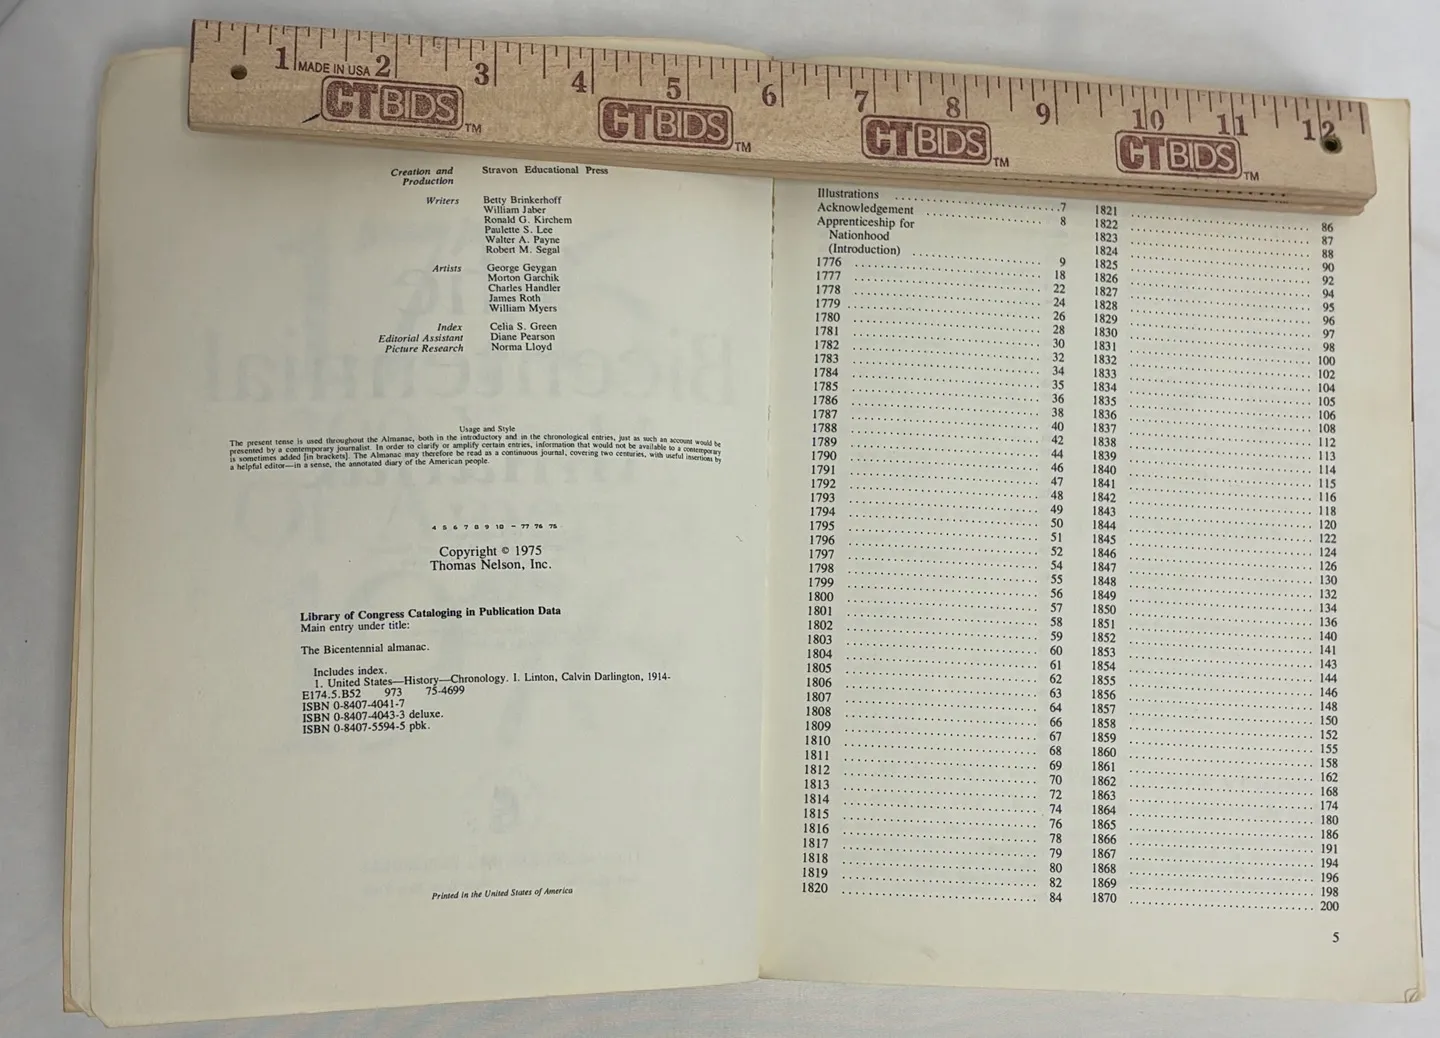 1 2 3 4 5 6 7 8 9 10 11 12
MADE IN USA
CTBIDS™ CTBIDS™ CTBIDS™ CTBIDS™
Creation and Production Stravon Educational Press
Writers Betty Brinkerhoff
William Jaber
Ronald G. Kirchem
Paulette S. Lee
Walter A. Payne
Robert M. Segal
Artists George Geygan
Morton Garchik
Charles Handler
James Roth
William Myers
Index Celia S. Green
Editorial Assistant Diane Pearson
Picture Research Norma Lloyd
Usage and Style
The present tense is used throughout the Almanac, both in the introductory and in the chronological entries, just as such an account would be
presented by a contemporary journalist. In order to clarify or amplify certain entries, information that would not be available to a contemporary
is sometimes added [in brackets]. The Almanac may therefore be read as a continuous journal, covering two centuries, with useful insertions by
a helpful editor—in a sense, the annotated diary of the American people.
4 5 6 7 8 9 10 – 77 76 75
Copyright © 1975
Thomas Nelson, Inc.
Library of Congress Cataloging in Publication Data
Main entry under title:
The Bicentennial almanac.
Includes index.
1. United States—History—Chronology. I. Linton, Calvin Darlington, 1914-
E174.5.B52 973 75-4699
ISBN 0-8407-4041-7
ISBN 0-8407-4043-3 deluxe.
ISBN 0-8407-5594-5 pbk.
Printed in the United States of America
Illustrations 7
Acknowledgement 8
Apprenticeship for
Nationhood
(Introduction) 9
1776 18
1777 22
1778 24
1779 26
1780 28
1781 30
1782 32
1783 34
1784 35
1785 36
1786 38
1787 40
1788 42
1789 44
1790 46
1791 47
1792 48
1793 49
1794 50
1795 51
1796 52
1797 54
1798 55
1799 56
1800 57
1801 58
1802 59
1803 60
1804 61
1805 62
1806 63
1807 64
1808 66
1809 67
1810 68
1811 69
1812 70
1813 72
1814 74
1815 76
1816 78
1817 79
1818 80
1819 82
1820 84
1821 86
1822 87
1823 88
1824 90
1825 92
1826 94
1827 95
1828 96
1829 97
1830 98
1831 100
1832 102
1833 104
1834 105
1835 106
1836 108
1837 112
1838 113
1839 114
1840 115
1841 116
1842 118
1843 120
1844 122
1845 124
1846 126
1847 130
1848 132
1849 134
1850 136
1851 140
1852 141
1853 143
1854 144
1855 146
1856 148
1857 150
1858 152
1859 155
1860 158
1861 162
1862 168
1863 174
1864 180
1865 186
1866 191
1867 194
1868 196
1869 198
1870 200
5